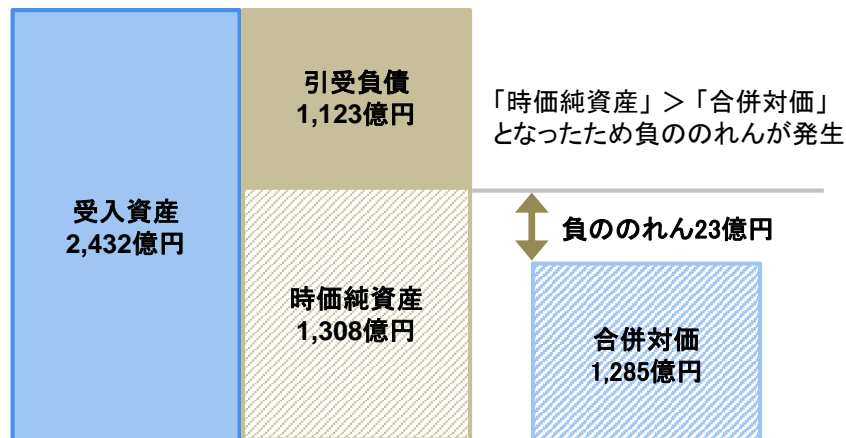 受入資産
2,432億円
引受負債
1,123億円
時価純資産
1,308億円
「時価純資産」＞「合併対価」
となったため負ののれんが発生
負ののれん23億円
合併対価
1,285億円